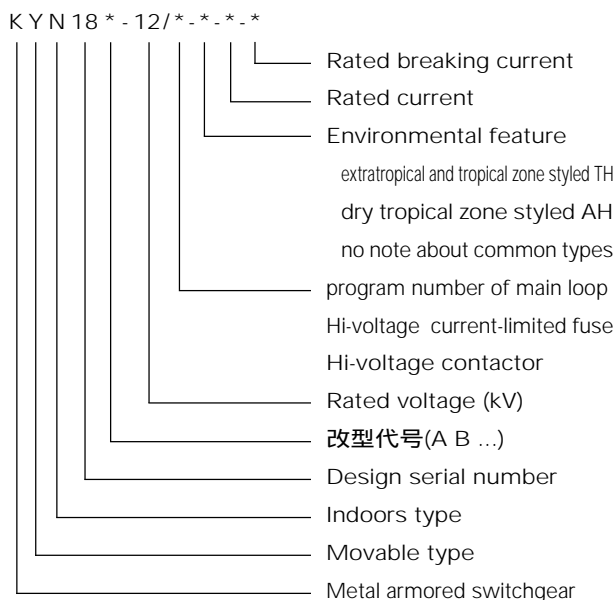 KYN18*-12/*-*-*-*
Rated breaking current
Rated current
Environmental feature
extratropical and tropical zone styled TH
dry tropical zone styled AH
no note about common types
program number of main loop
Hi-voltage current-limited fuse
Hi-voltage contactor
Rated voltage (kV)
改型代号(A B ...)
Design serial number
Indoors type
Movable type
Metal armored switchgear